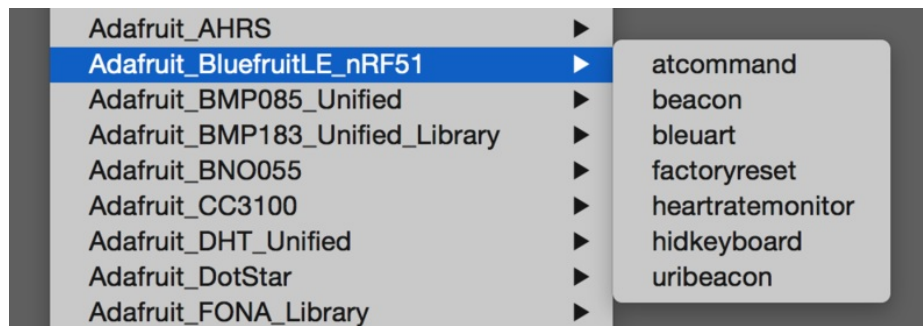 Adafruit_AHRS
Adafruit_BluefruitLE_nRF51
Adafruit_BMP085_Unified
Adafruit_BMP183_Unified_Library
Adafruit_BNO055
Adafruit_CC3100
Adafruit_DHT_Unified
Adafruit_DotStar
Adafruit_FONA_Library
atcommand
beacon
bleuart
factoryreset
heartratemonitor
hidkeyboard
uribeacon